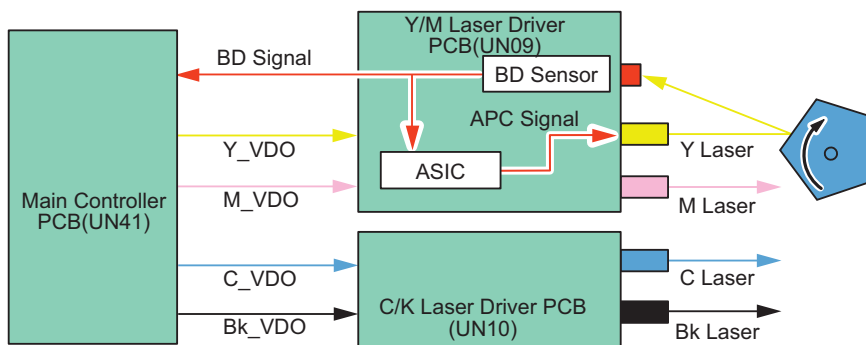 Y/M Laser Driver
PCB(UN09)
BD Signal
BD Sensor
APC Signal
Y_VDO
ASIC
Y Laser
M_VDO
M Laser
Main Controller
PCB(UN41)
C_VDO
C Laser
C/K Laser Driver PCB
(UN10)
Bk_VDO
Bk Laser